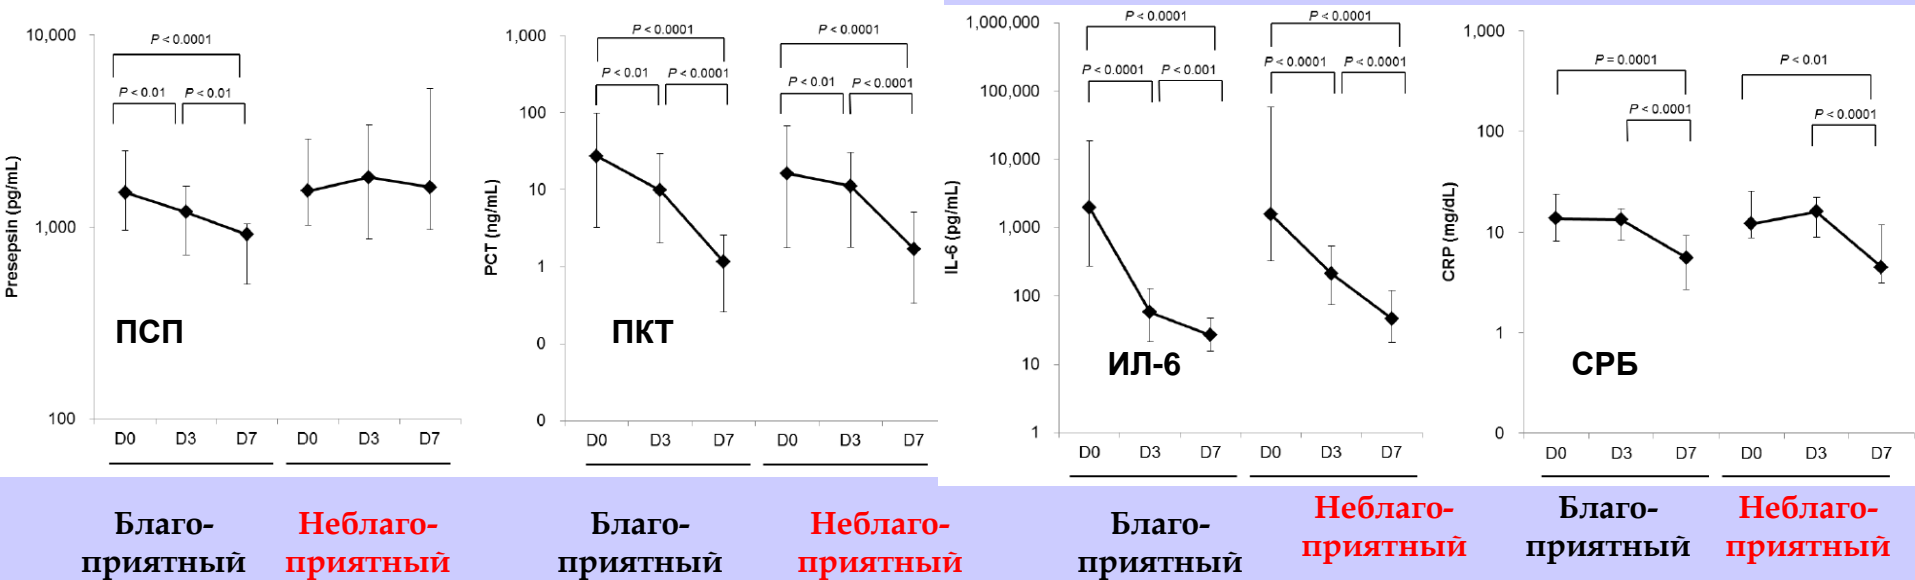 10,000
1,000
100
Presepsin (pg/mL)
P < 0.0001
P < 0.01 P < 0.01
ПСП
D0 D3 D7 D0 D3 D7
Благо-
приятный
Неблаго-
приятный
1,000
100
10
1
0
0
PCT (ng/mL)
P < 0.0001 P < 0.0001
P < 0.01 P < 0.0001 P < 0.01 P < 0.0001
ПКТ
D0 D3 D7 D0 D3 D7
Благо-
приятный
Неблаго-
приятный
1,000,000
100,000
10,000
1,000
100
10
1
IL-6 (pg/mL)
P < 0.0001 P < 0.0001
P < 0.0001 P < 0.001 P < 0.0001 P < 0.0001
ИЛ-6
D0 D3 D7 D0 D3 D7
Благо-
приятный
Неблаго-
приятный
1,000
100
10
1
0
CRP (mg/dL)
P = 0.0001 P < 0.01
P < 0.0001 P < 0.0001
СРБ
D0 D3 D7 D0 D3 D7
Благо-
приятный
Неблаго-
приятный